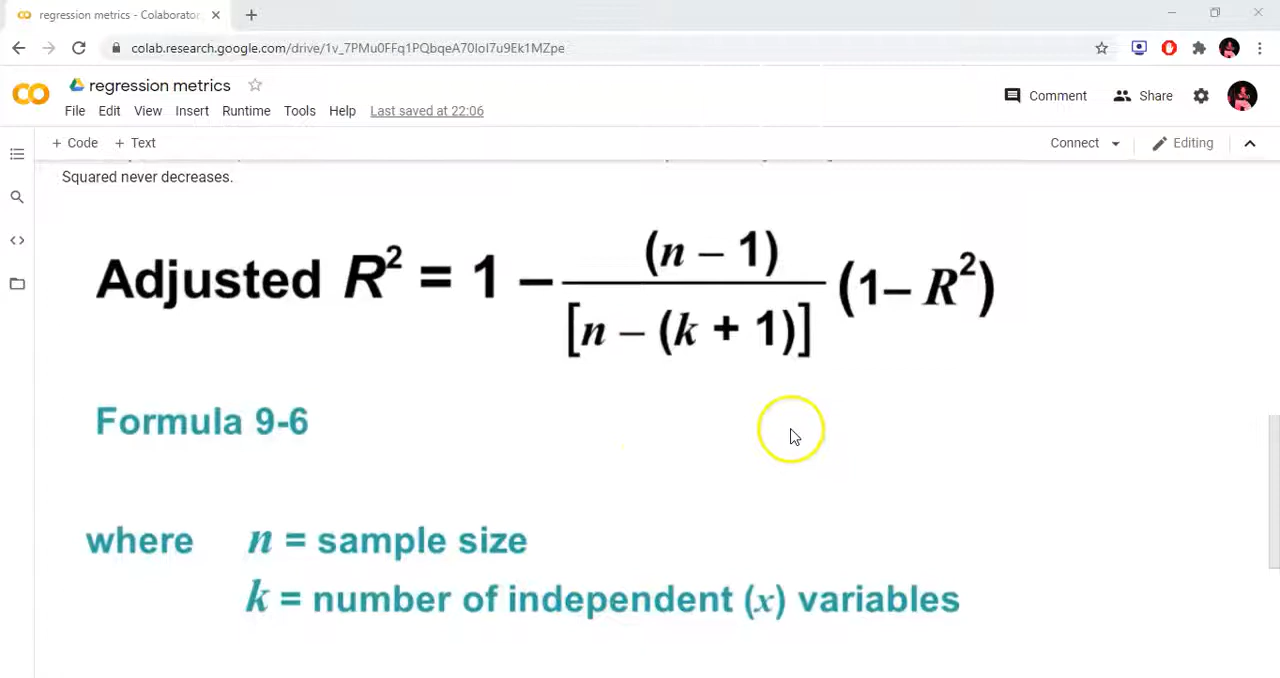 regression metrics - Colaborator
colab.research.google.com/drive/1v_7PMu0FFq1PQbqeA70IoI7u9Ek1MZpe
regression metrics
File Edit View Insert Runtime Tools Help Last saved at 22:06
Comment Share
+ Code + Text
Connect Editing
Squared never decreases.
Adjusted R² = 1 – (n – 1) / [n – (k + 1)] (1 – R²)
Formula 9-6
where n = sample size
k = number of independent (x) variables